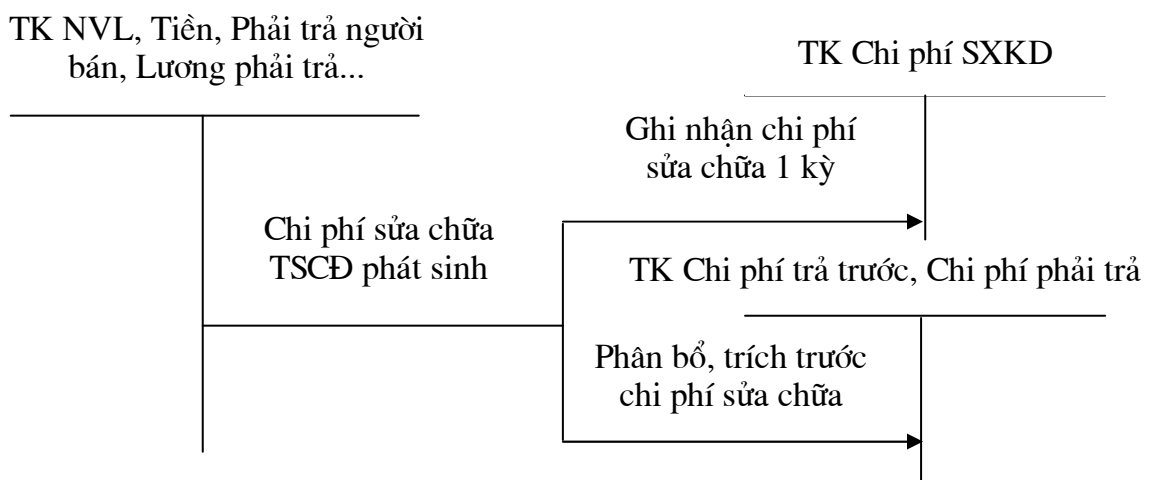 TK NVL, Tiền, Phải trả người
bán, Lương phải trả...
TK Chi phí SXKD
Ghi nhận chi phí
sửa chữa 1 kỳ
Chi phí sửa chữa
TSCĐ phát sinh
TK Chi phí trả trước, Chi phí phải trả
Phân bổ, trích trước
chi phí sửa chữa